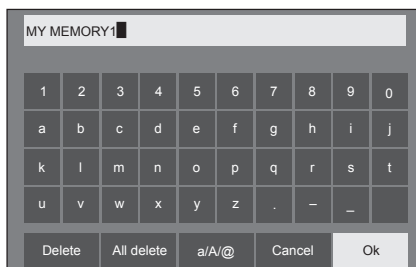 MY MEMORY1
1 2 3 4 5 6 7 8 9 0
a b c d e f g h i j
k l m n o p q r s t
u v w x y z . – _
Delete All delete a/A/@ Cancel Ok